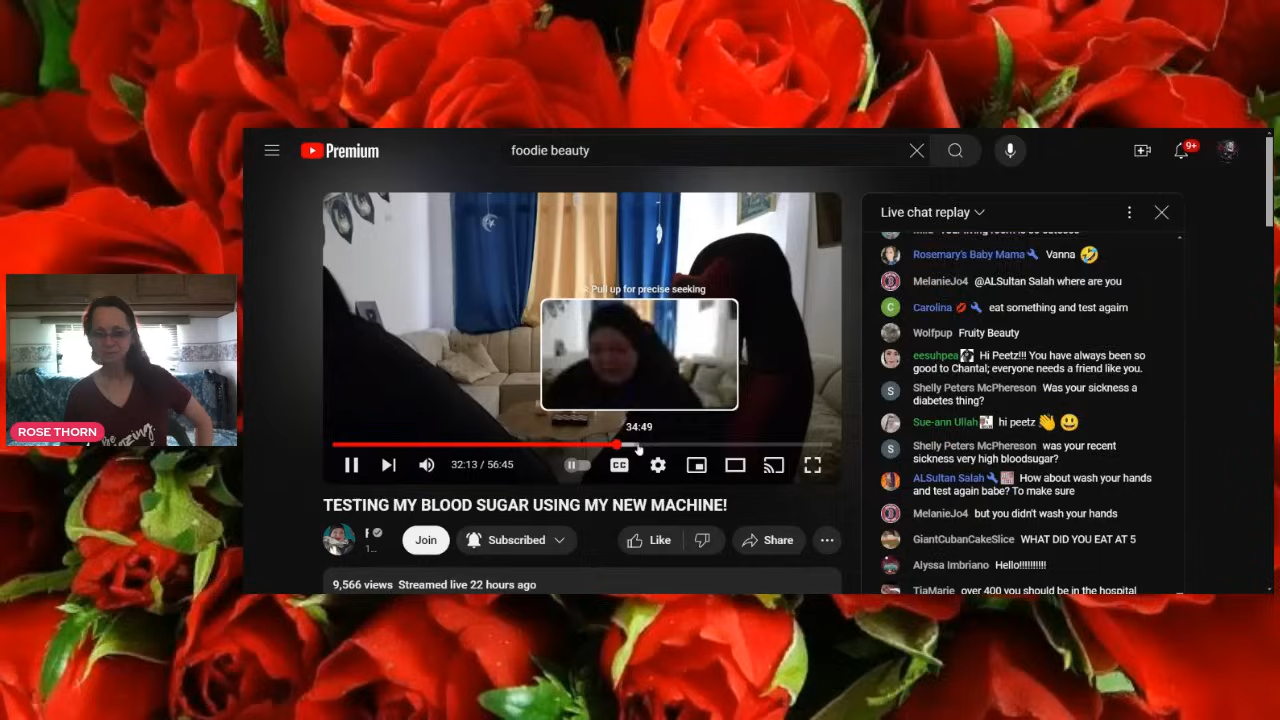 Premium
foodie beauty
9+
Live chat replay
Rosemary's Baby Mama Vanna
MelanieJo4 @ALSultan Salah where are you
Carolina eat something and test agaim
Wolfpup Fruity Beauty
eesuhpea Hi Peetz!!! You have always been so
good to Chantal; everyone needs a friend like you.
Shelly Peters McPhereson Was your sickness a
diabetes thing?
Sue-ann Ullah hi peetz
Shelly Peters McPhereson was your recent
sickness very high bloodsugar?
ALSultan Salah How about wash your hands
and test again babe? To make sure
MelanieJo4 but you didn't wash your hands
GiantCubanCakeSlice WHAT DID YOU EAT AT 5
Alyssa Imbriano Hello!!!!!!!!!!
TiaMarie over 400 you should be in the hospital
Pull up for precise seeking
34:49
32:13 / 56:45
CC
TESTING MY BLOOD SUGAR USING MY NEW MACHINE!
F
1...
Join
Subscribed
Like
Share
9,566 views Streamed live 22 hours ago
ROSE THORN
C
S
S